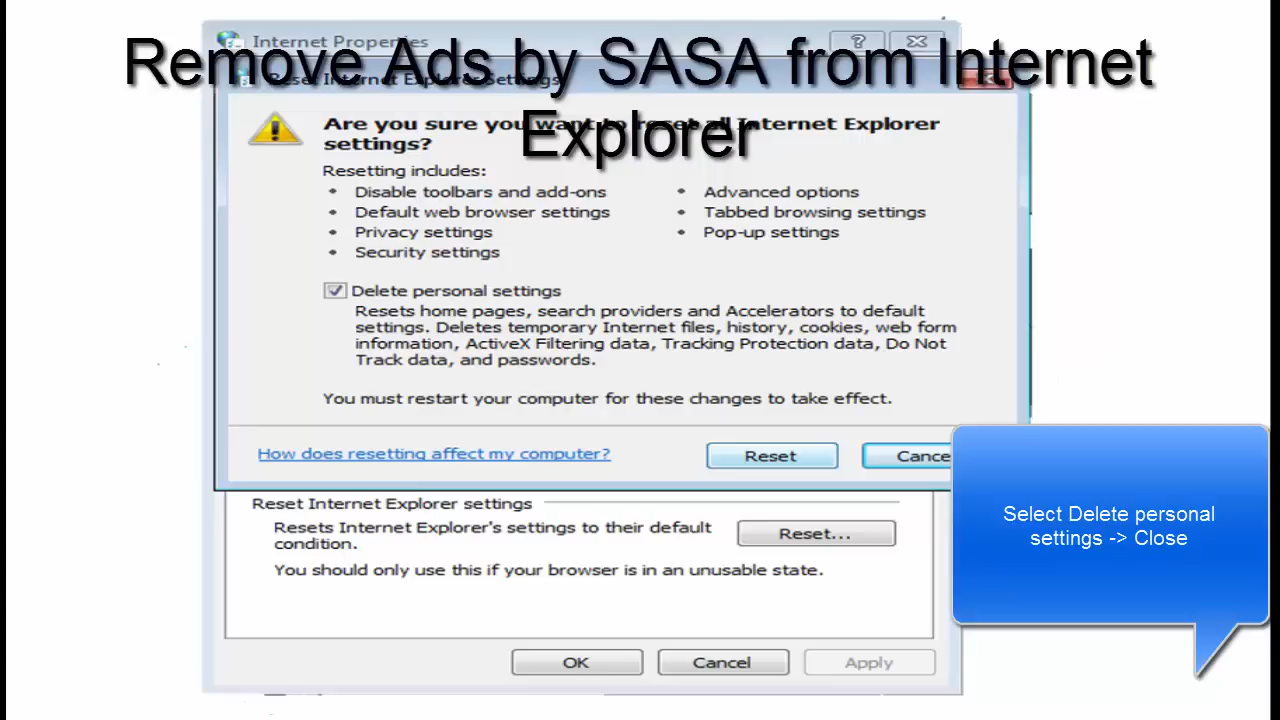 Internet Properties
Remove Ads by SASA from Internet
Explorer
Reset Internet Explorer Settings
Are you sure you want to reset all Internet Explorer
settings?
Resetting includes:
• Disable toolbars and add-ons
• Default web browser settings
• Privacy settings
• Security settings
• Advanced options
• Tabbed browsing settings
• Pop-up settings
Delete personal settings
Resets home pages, search providers and Accelerators to default
settings. Deletes temporary Internet files, history, cookies, web form
information, ActiveX Filtering data, Tracking Protection data, Do Not
Track data, and passwords.
You must restart your computer for these changes to take effect.
How does resetting affect my computer?
Reset
Cance
Select Delete personal
settings -> Close
Reset Internet Explorer settings
Resets Internet Explorer's settings to their default
condition.
Reset...
You should only use this if your browser is in an unusable state.
OK
Cancel
Apply